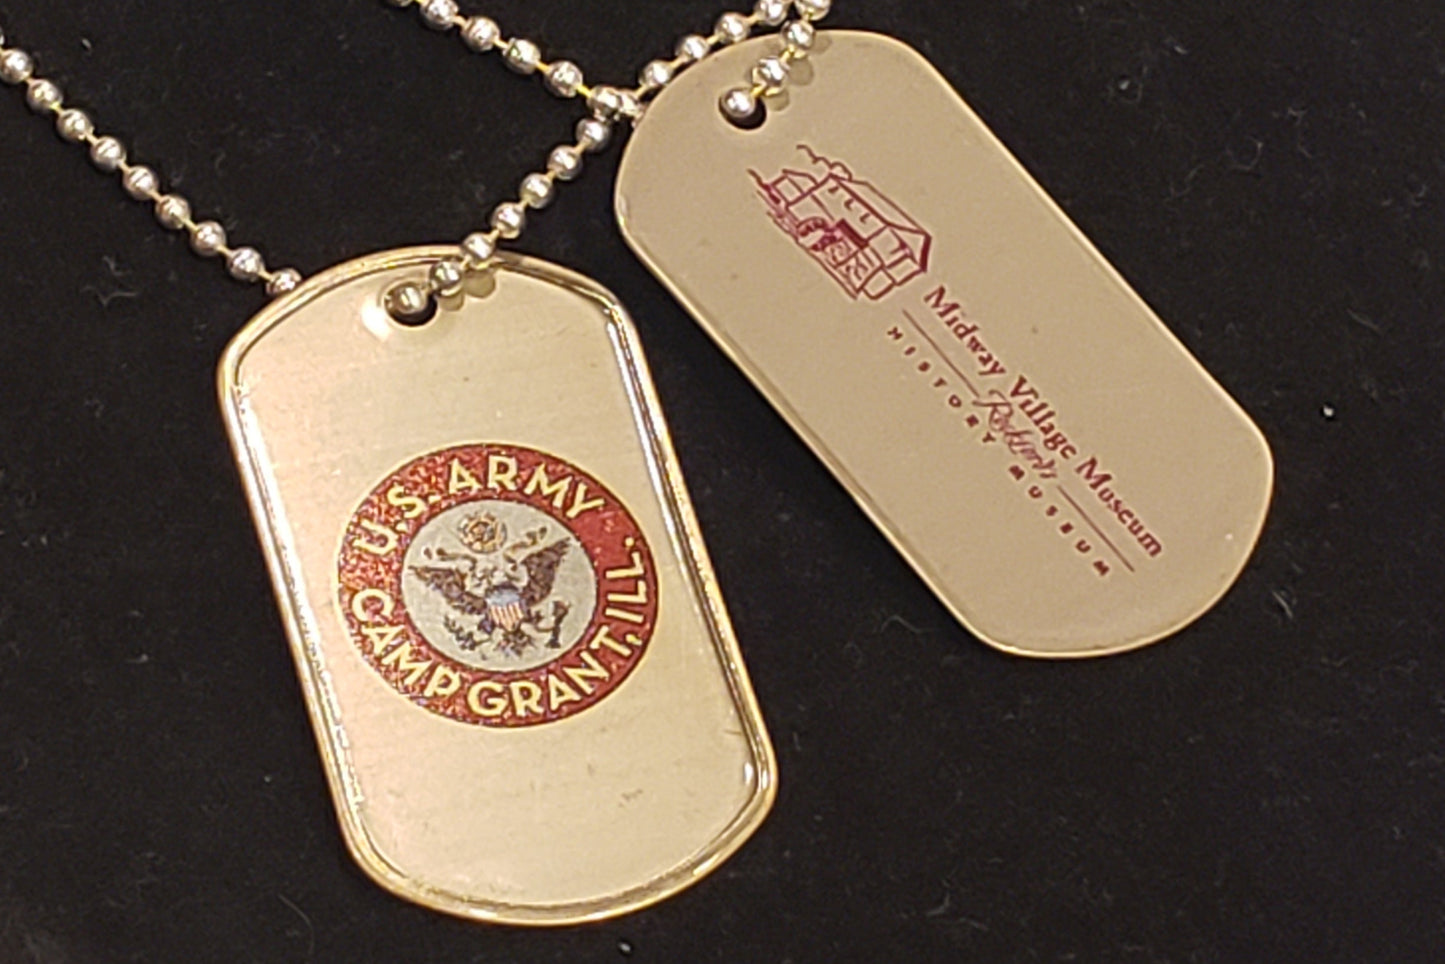 U.S. ARMY
CAMP GRANT, ILL.
Midway Village Museum
Rockford's
HISTORY MUSEUM